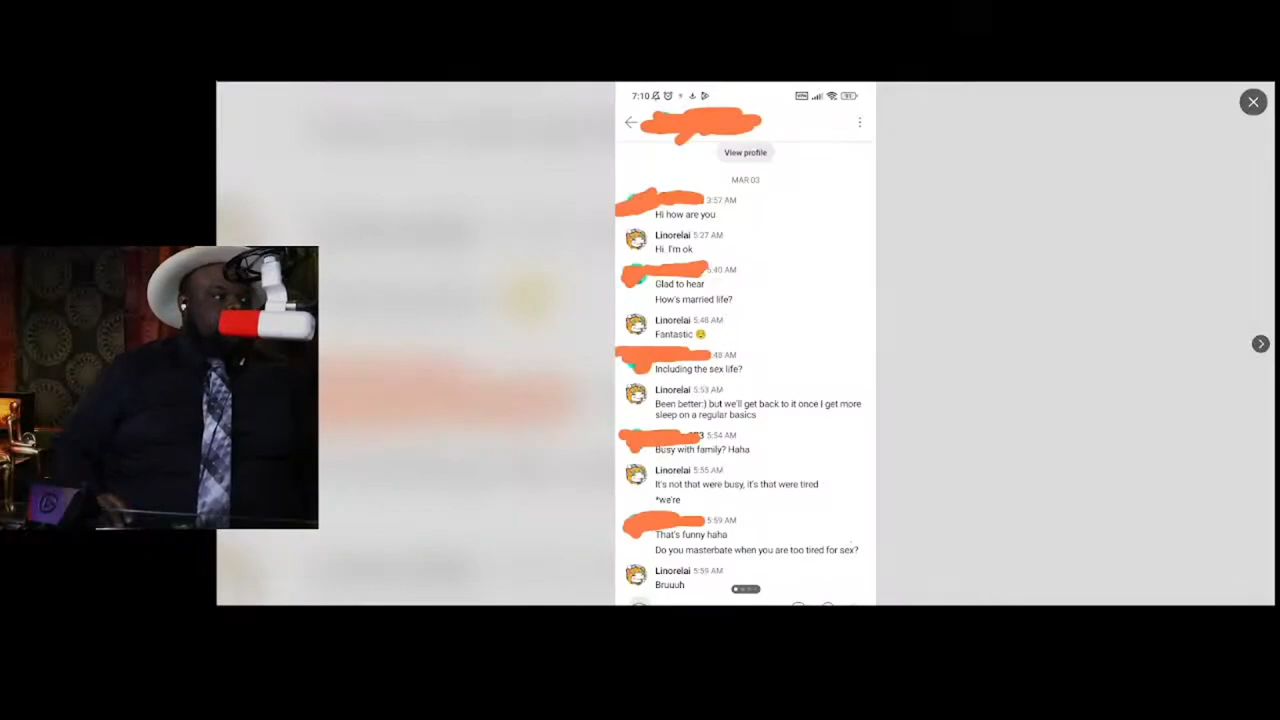 7:10
View profile
MAR 03
3:57 AM
Hi how are you
Linorelai 5:27 AM
Hi. I'm ok
5:40 AM
Glad to hear
How's married life?
Linorelai 5:48 AM
Fantastic ☺️
:48 AM
Including the sex life?
Linorelai 5:53 AM
Been better:) but we'll get back to it once I get more
sleep on a regular basics
5:54 AM
Busy with family? Haha
Linorelai 5:55 AM
It's not that were busy, it's that were tired
*we're
5:59 AM
That's funny haha
Do you masterbate when you are too tired for sex?
Linorelai 5:59 AM
Bruuuh